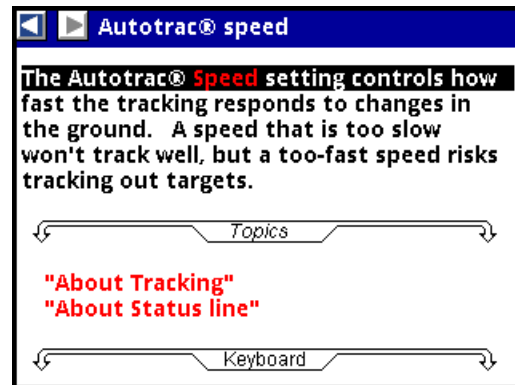 Autotrac® speed
The Autotrac® Speed setting controls how
fast the tracking responds to changes in
the ground. A speed that is too slow
won't track well, but a too-fast speed risks
tracking out targets.
Topics
"About Tracking"
"About Status line"
Keyboard